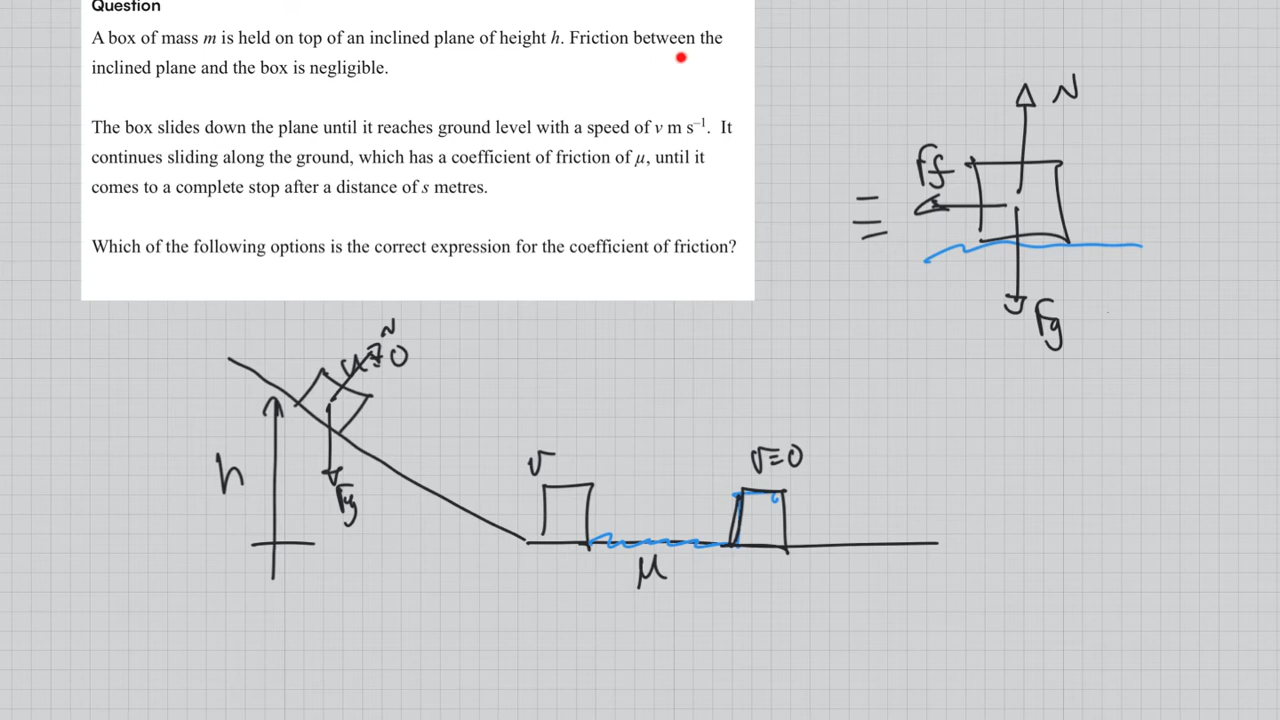 Question
A box of mass m is held on top of an inclined plane of height h. Friction between the
inclined plane and the box is negligible.
The box slides down the plane until it reaches ground level with a speed of v m s⁻¹. It
continues sliding along the ground, which has a coefficient of friction of μ, until it
comes to a complete stop after a distance of s metres.
Which of the following options is the correct expression for the coefficient of friction?
N
Ff
=
Fg
N
h
Fg
v
v=0
μ